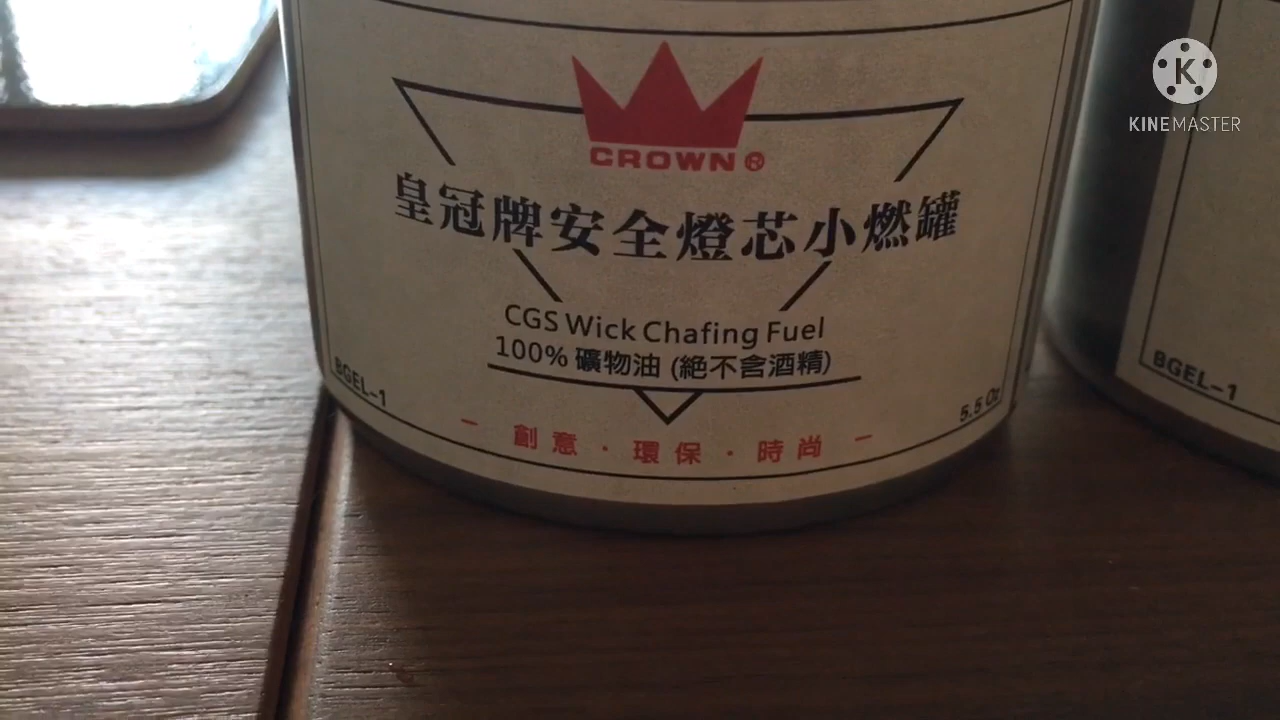 CROWN®
皇冠牌安全燈芯小燃罐
CGS Wick Chafing Fuel
100% 礦物油 (絕不含酒精)
BGEL-1
5.5 Oz
— 創意・環保・時尚 —
BGEL-1
K
KINEMASTER